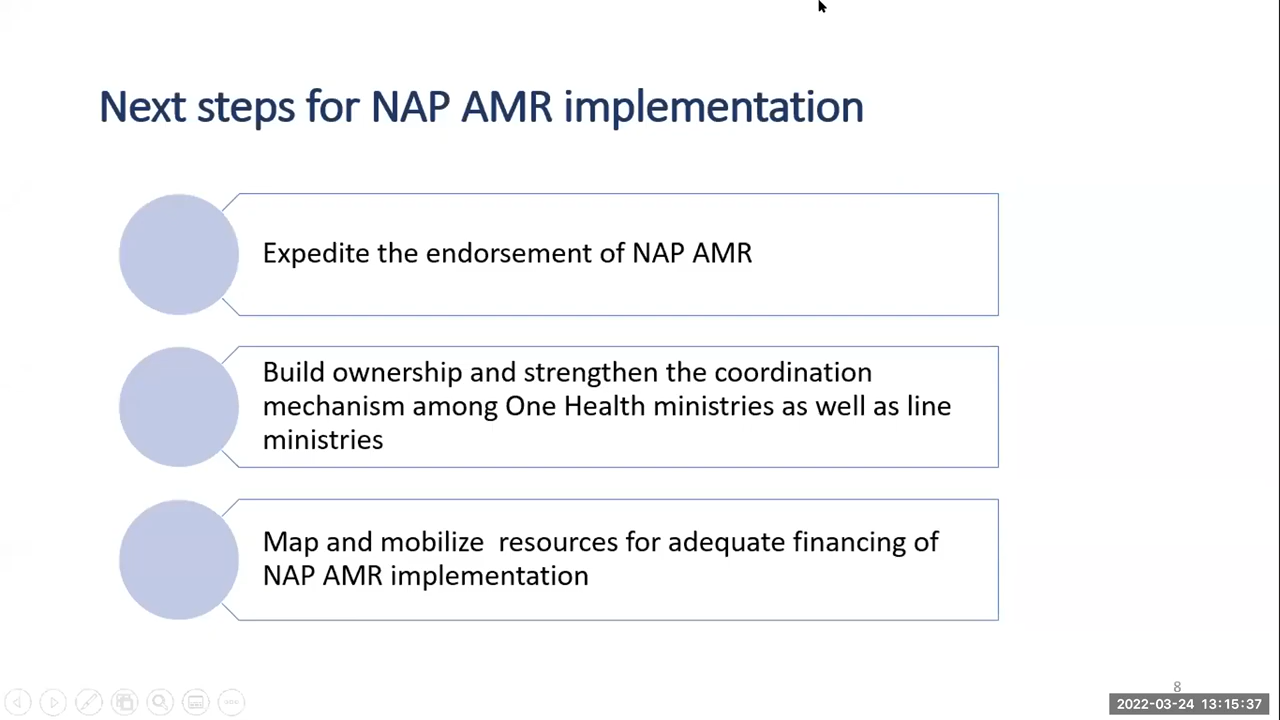 Next steps for NAP AMR implementation
Expedite the endorsement of NAP AMR
Build ownership and strengthen the coordination
mechanism among One Health ministries as well as line
ministries
Map and mobilize  resources for adequate financing of
NAP AMR implementation
8
2022-03-24 13:15:37